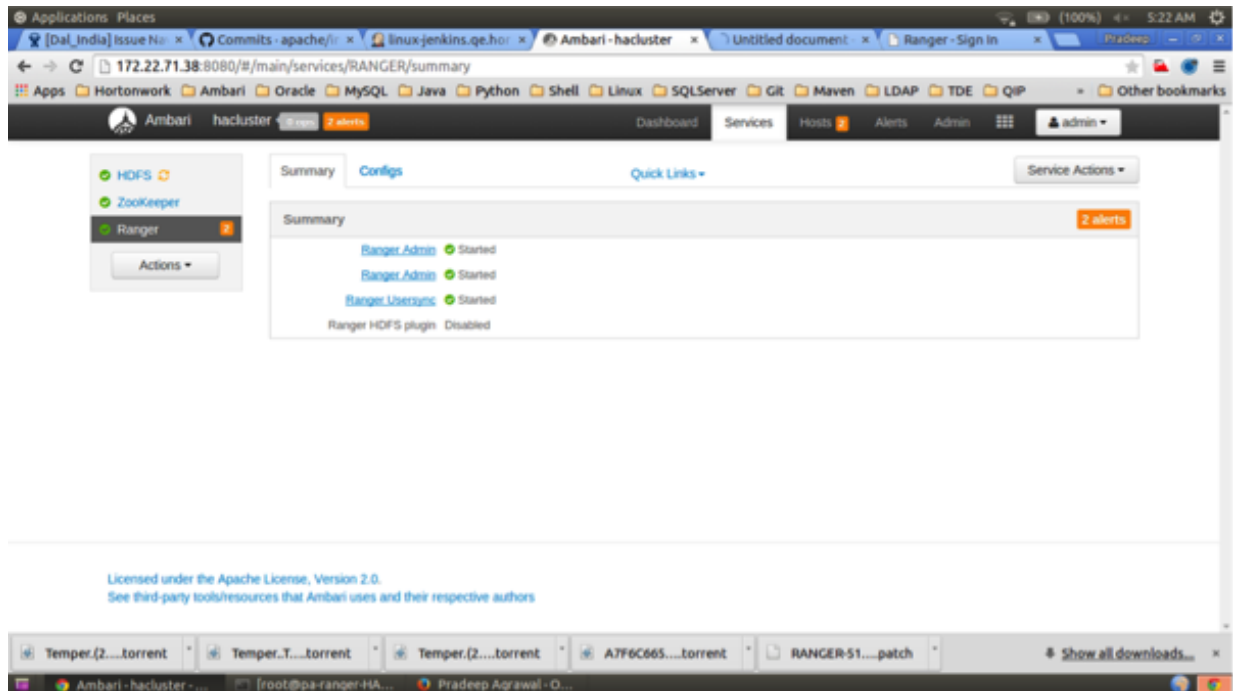 Applications Places (100%) 5:22 AM
[Dal_India] Issue Na Commits · apache/ir linux-jenkins.qe.hor Ambari - hacluster Untitled document Ranger - Sign In Pradeep
172.22.71.38:8080/#/main/services/RANGER/summary
Apps Hortonwork Ambari Oracle MySQL Java Python Shell Linux SQLServer Git Maven LDAP TDE QIP » Other bookmarks
Ambari hacluster 0 ops 2 alerts Dashboard Services Hosts 2 Alerts Admin admin
HDFS
ZooKeeper
Ranger 2
Actions
Summary Configs Quick Links Service Actions
Summary 2 alerts
Ranger Admin Started
Ranger Admin Started
Ranger Usersync Started
Ranger HDFS plugin Disabled
Licensed under the Apache License, Version 2.0.
See third-party tools/resources that Ambari uses and their respective authors
Temper.(2....torrent Temper..T....torrent Temper.(2....torrent A7F6C665....torrent RANGER-51....patch Show all downloads...
Ambari - hacluster -.... [root@pa-ranger-HA... Pradeep Agrawal - O...